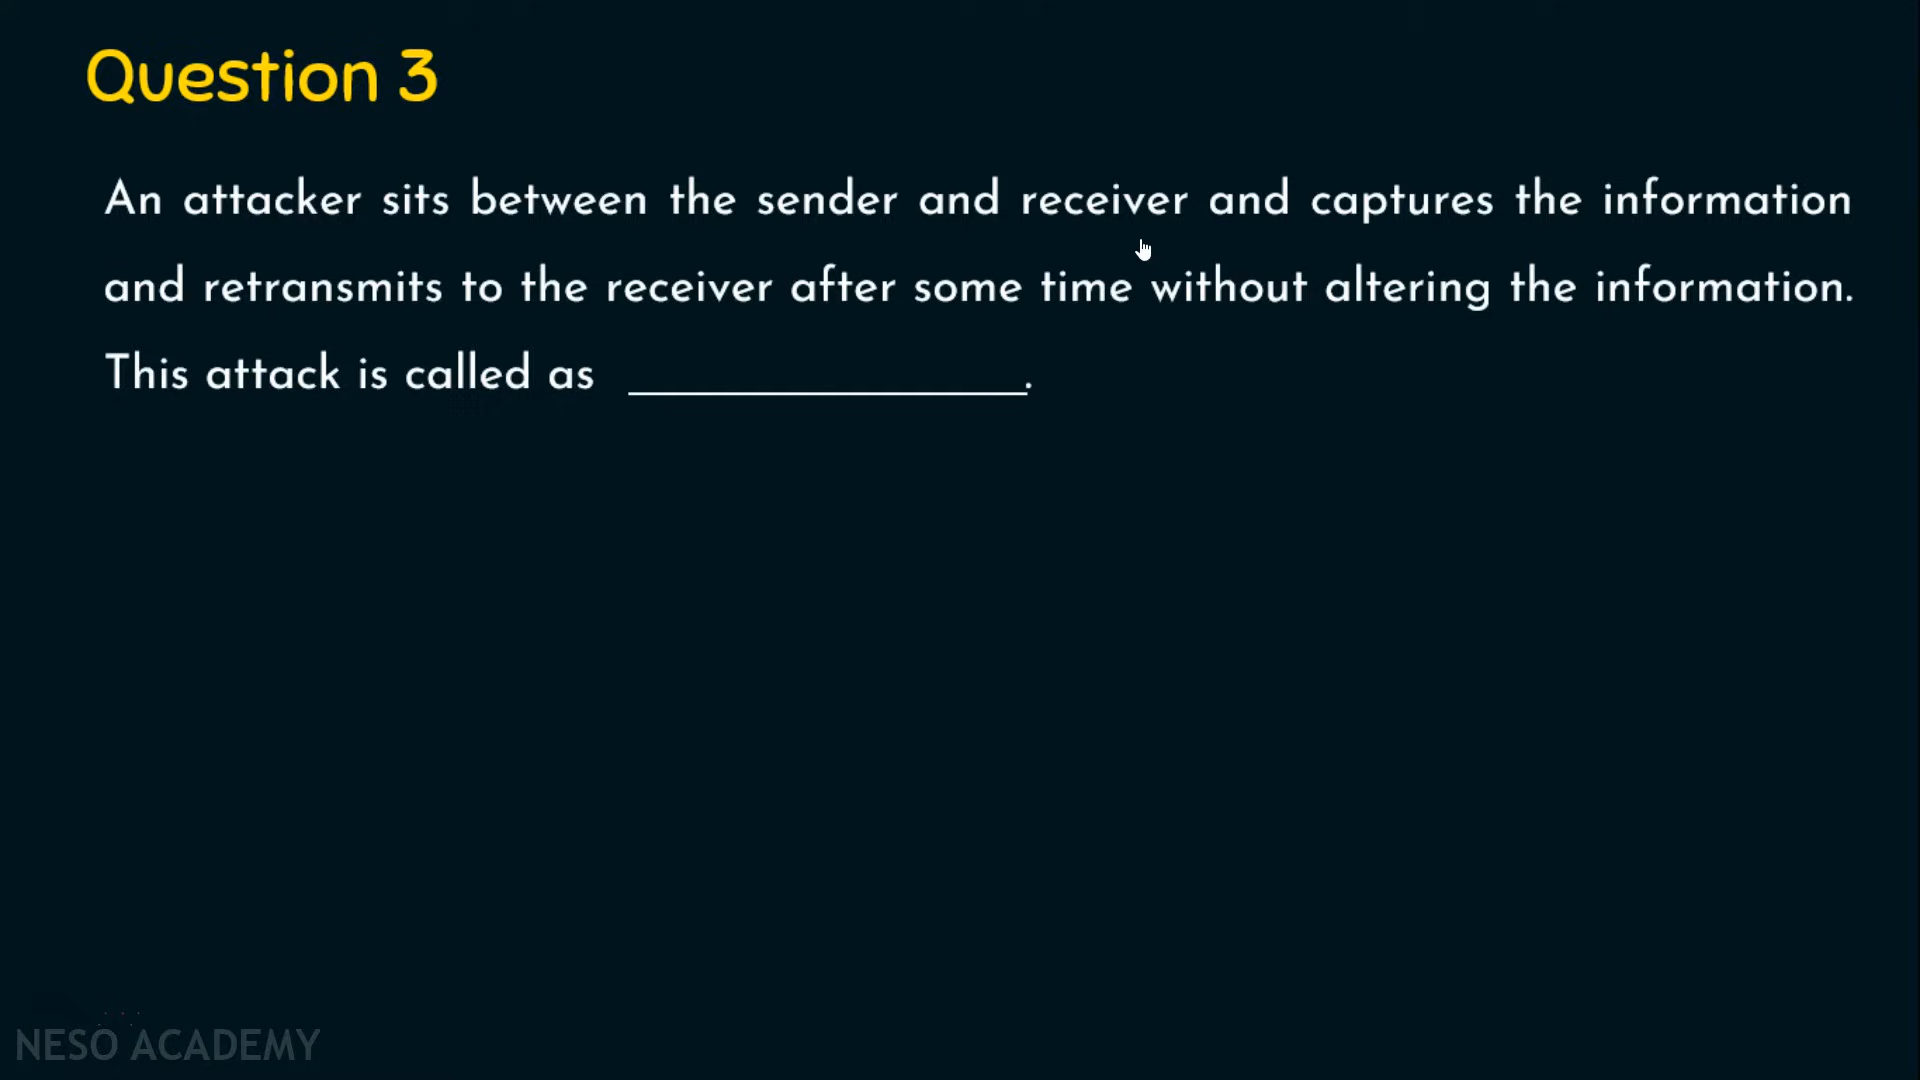 Question 3
An attacker sits between the sender and receiver and captures the information
and retransmits to the receiver after some time without altering the information.
This attack is called as ____________________.
NESO ACADEMY